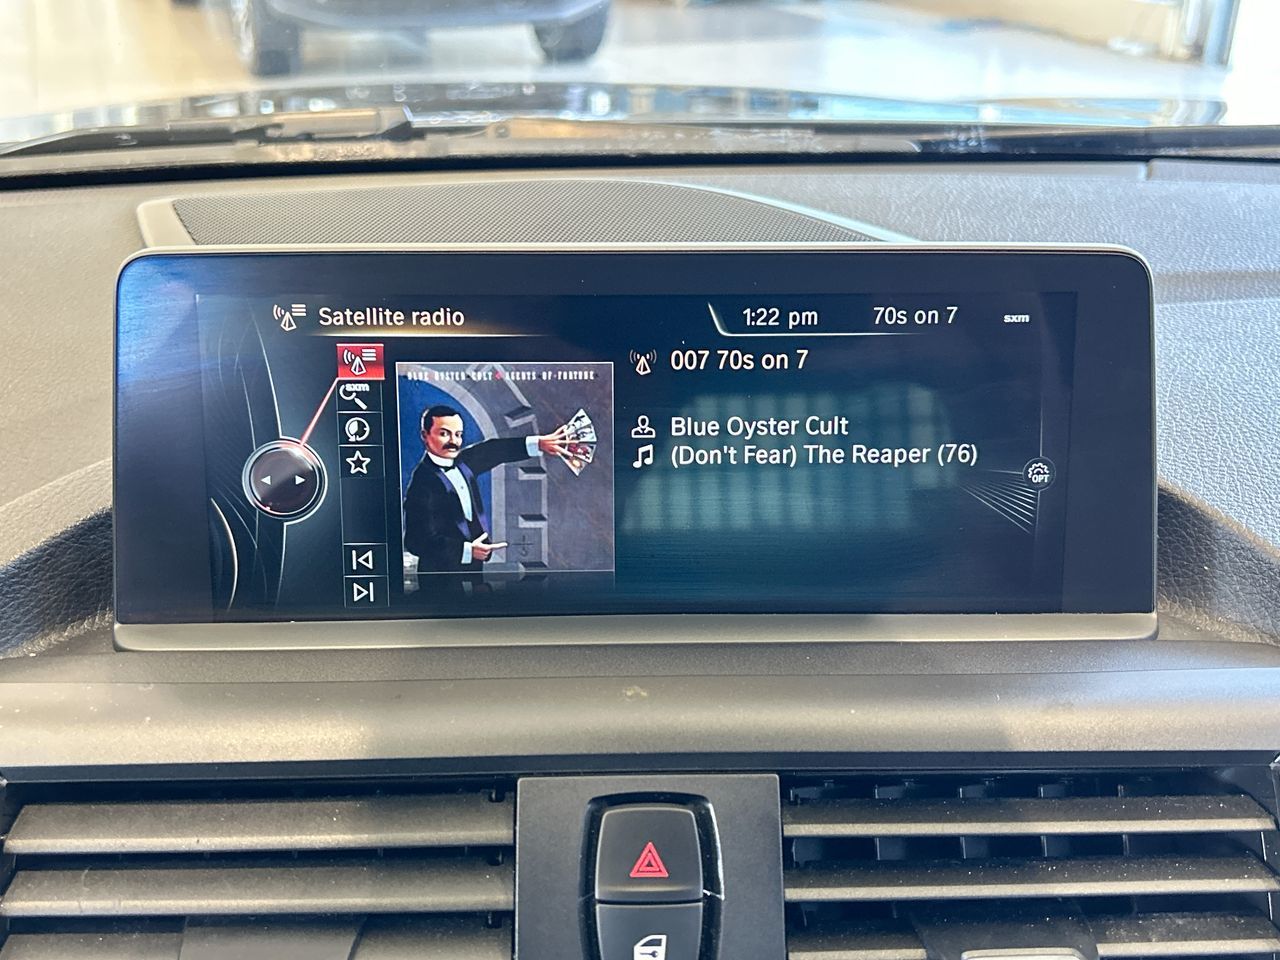 Satellite radio
1:22 pm
70s on 7
sxm
007 70s on 7
sxm
BLUE OYSTER CULT AGENTS OF FORTUNE
Blue Oyster Cult
(Don't Fear) The Reaper (76)
OPT